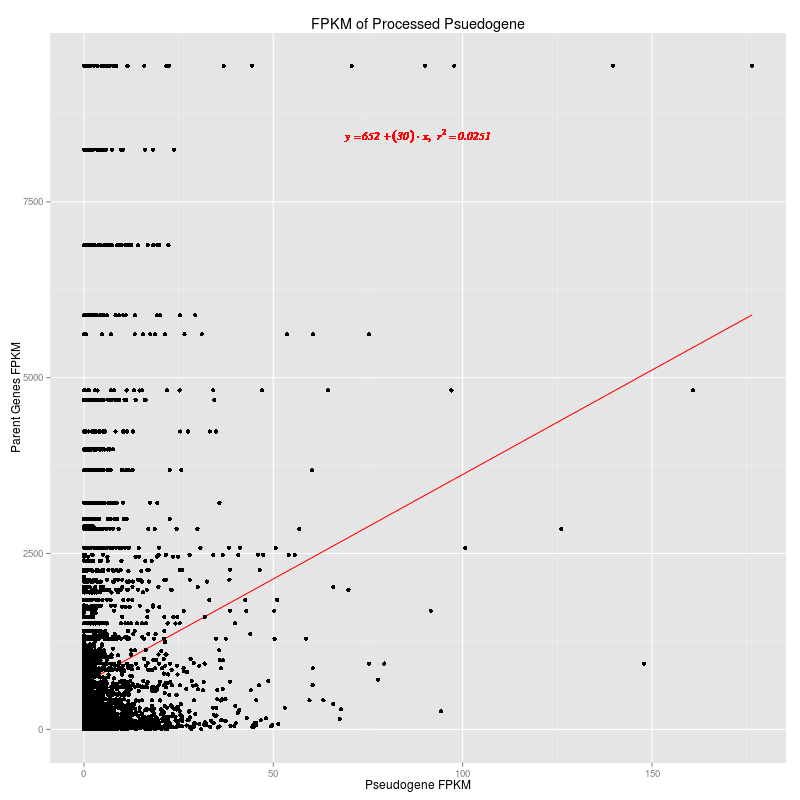 FPKM of Processed Psuedogene
y = 652 + (30) · x, r² = 0.0251
Parent Genes FPKM
7500
5000
2500
0
0 50 100 150
Pseudogene FPKM